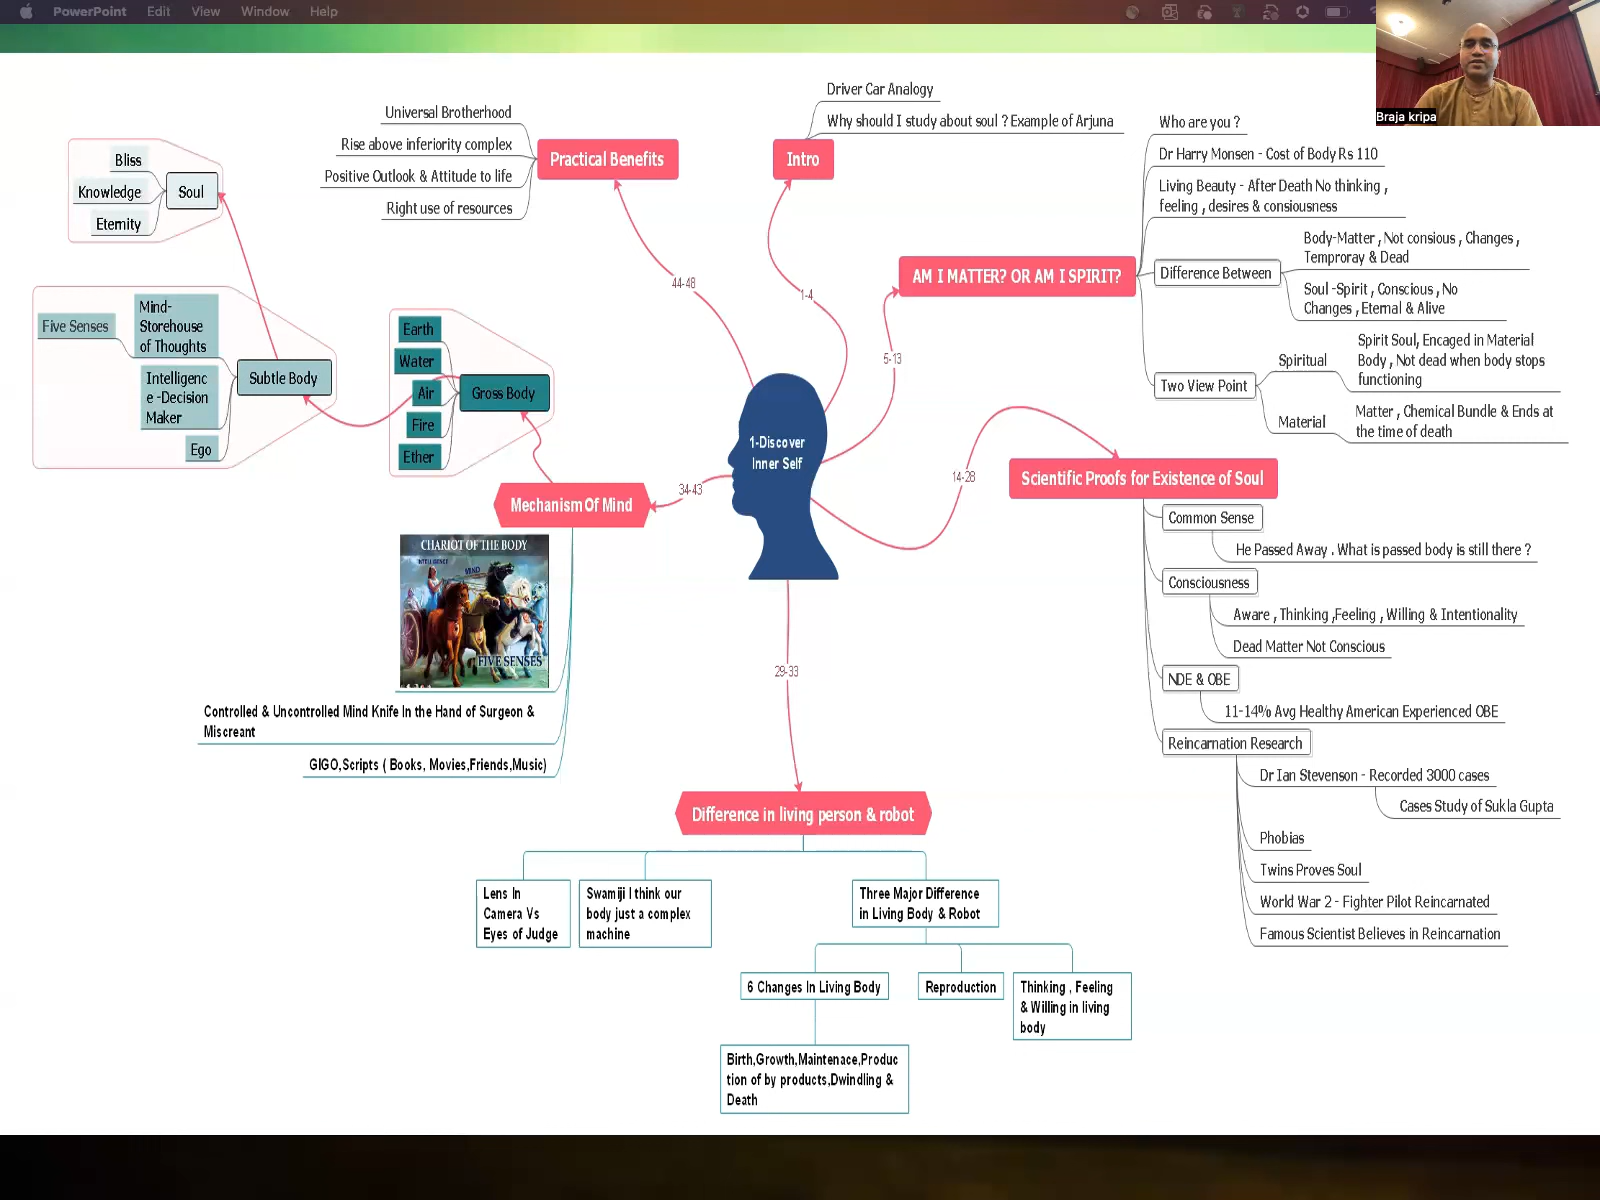 PowerPoint Edit View Window Help
Braja kripa
Driver Car Analogy
Why should I study about soul ? Example of Arjuna
Intro
Universal Brotherhood
Rise above inferiority complex
Positive Outlook & Attitude to life
Right use of resources
Practical Benefits
Bliss
Knowledge
Eternity
Soul
Who are you ?
Dr Harry Monsen - Cost of Body Rs 110
Living Beauty - After Death No thinking ,
feeling , desires & consiousness
AM I MATTER? OR AM I SPIRIT?
Difference Between
Body-Matter , Not consious , Changes ,
Temproray & Dead
Soul -Spirit , Conscious , No
Changes , Eternal & Alive
Two View Point
Spiritual
Spirit Soul, Encaged in Material
Body , Not dead when body stops
functioning
Material
Matter , Chemical Bundle & Ends at
the time of death
44-48
1-4
5-13
14-28
34-43
29-33
1-Discover
Inner Self
Five Senses
Mind-
Storehouse
of Thoughts
Intelligenc
e -Decision
Maker
Ego
Subtle Body
Earth
Water
Air
Fire
Ether
Gross Body
Mechanism Of Mind
CHARIOT OF THE BODY
INTELLIGENCE
MIND
FIVE SENSES
Controlled & Uncontrolled Mind Knife In the Hand of Surgeon &
Miscreant
GIGO,Scripts ( Books, Movies,Friends,Music)
Scientific Proofs for Existence of Soul
Common Sense
He Passed Away . What is passed body is still there ?
Consciousness
Aware , Thinking ,Feeling , Willing & Intentionality
Dead Matter Not Conscious
NDE & OBE
11-14% Avg Healthy American Experienced OBE
Reincarnation Research
Dr Ian Stevenson - Recorded 3000 cases
Cases Study of Sukla Gupta
Phobias
Twins Proves Soul
World War 2 - Fighter Pilot Reincarnated
Famous Scientist Believes in Reincarnation
Difference in living person & robot
Lens In
Camera Vs
Eyes of Judge
Swamiji I think our
body just a complex
machine
Three Major Difference
in Living Body & Robot
6 Changes In Living Body
Reproduction
Thinking , Feeling
& Willing in living
body
Birth,Growth,Maintenace,Produc
tion of by products,Dwindling &
Death